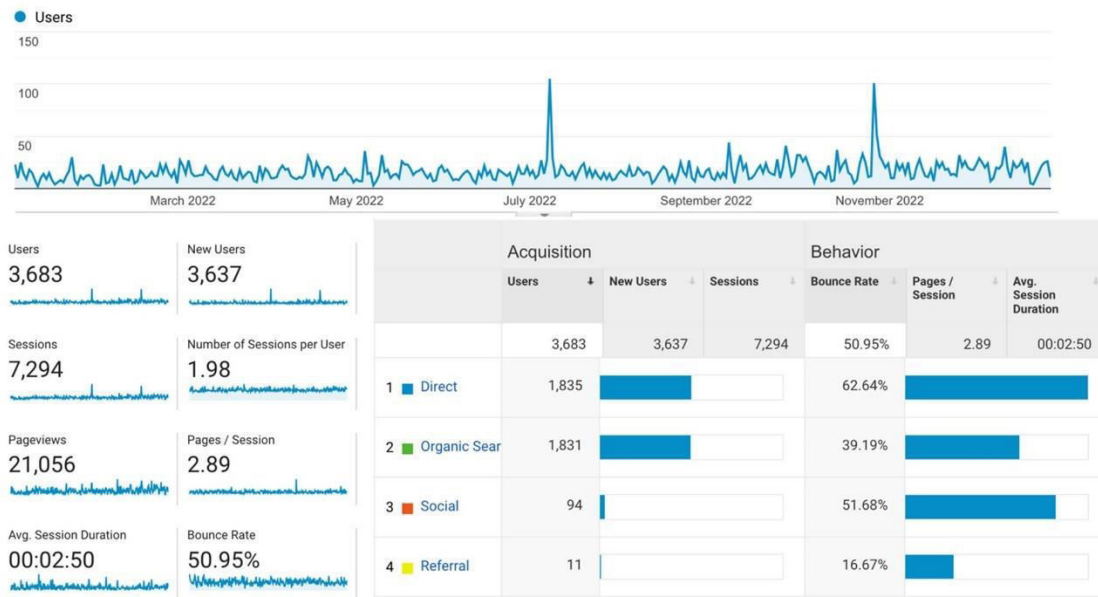 Users
150
100
50
March 2022 May 2022 July 2022 September 2022 November 2022
Users New Users
3,683 3,637
Sessions Number of Sessions per User
7,294 1.98
Pageviews Pages / Session
21,056 2.89
Avg. Session Duration Bounce Rate
00:02:50 50.95%
Acquisition Behavior
Users New Users Sessions Bounce Rate Pages / Session Avg. Session Duration
3,683 3,637 7,294 50.95% 2.89 00:02:50
1 Direct 1,835 62.64%
2 Organic Sear 1,831 39.19%
3 Social 94 51.68%
4 Referral 11 16.67%